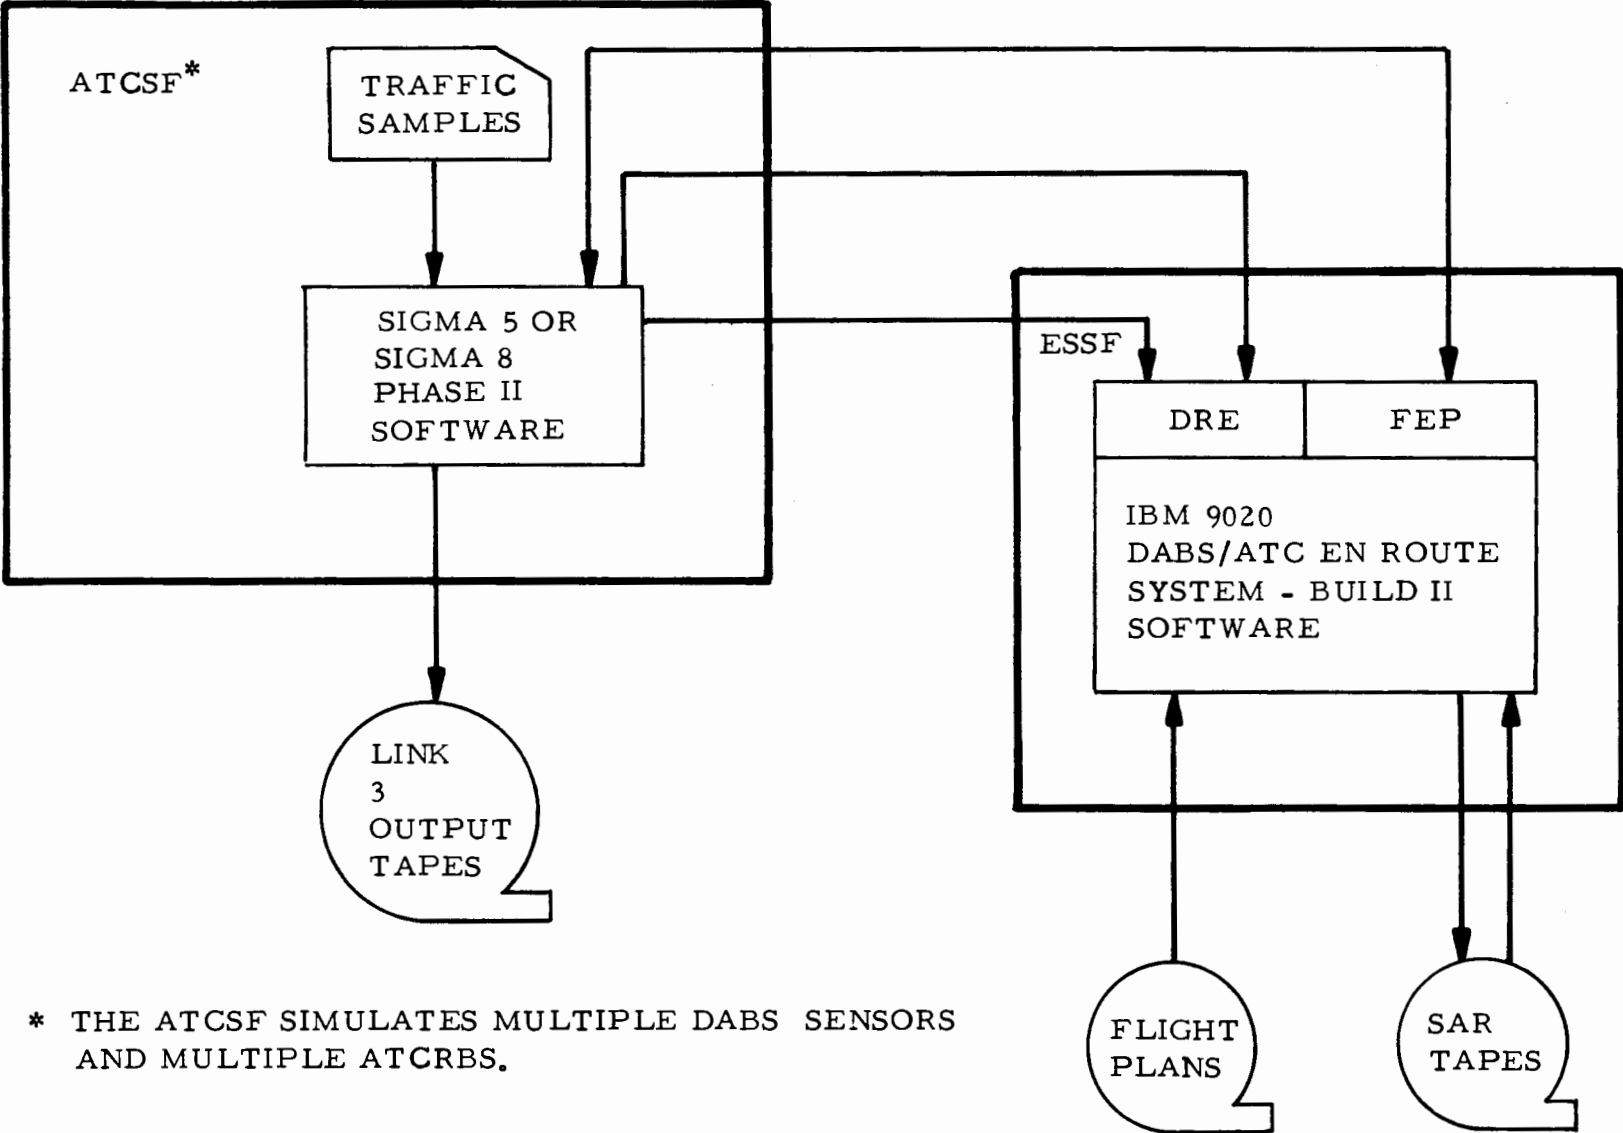 ATCSF*
TRAFFIC
SAMPLES
SIGMA 5 OR
SIGMA 8
PHASE II
SOFTWARE
ESSF
DRE
FEP
IBM 9020
DABS/ATC EN ROUTE
SYSTEM - BUILD II
SOFTWARE
LINK
3
OUTPUT
TAPES
FLIGHT
PLANS
SAR
TAPES
* THE ATCSF SIMULATES MULTIPLE DABS SENSORS
AND MULTIPLE ATCRBS.